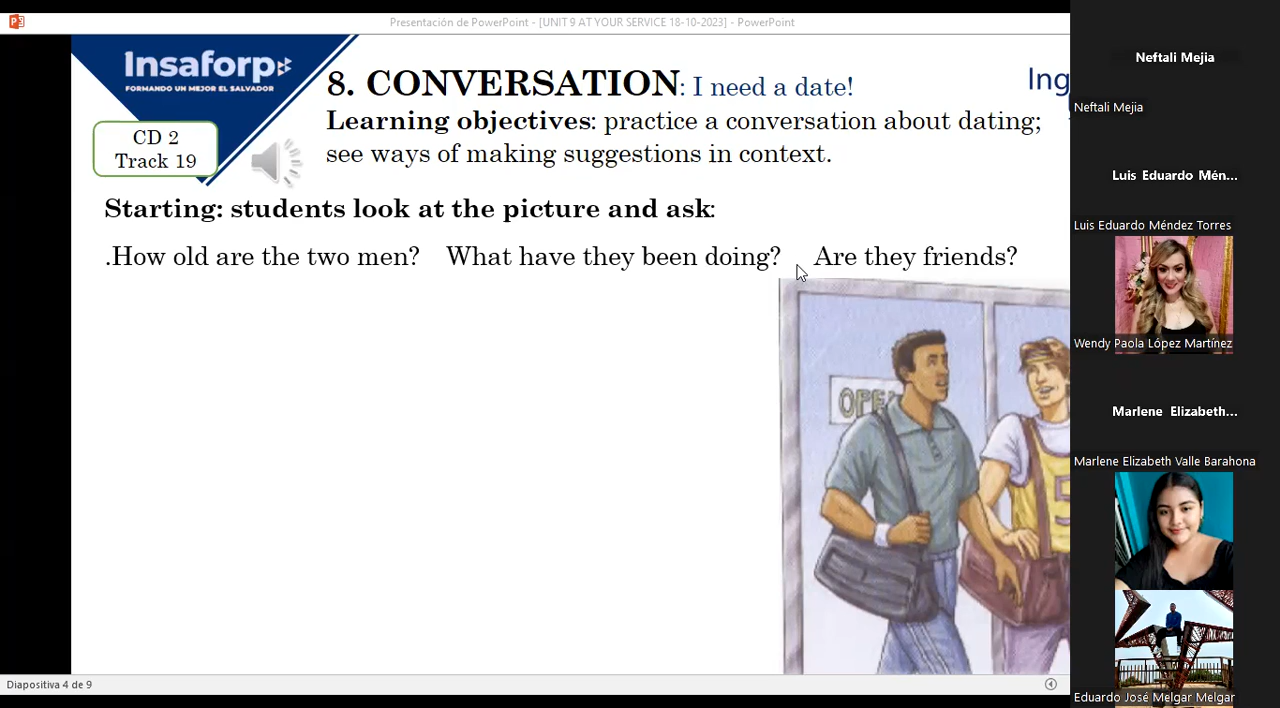 Presentación de PowerPoint - [UNIT 9 AT YOUR SERVICE 18-10-2023] - PowerPoint
Insaforp
FORMANDO UN MEJOR EL SALVADOR
8. CONVERSATION: I need a date!
Ing
Learning objectives: practice a conversation about dating;
see ways of making suggestions in context.
CD 2
Track 19
Starting: students look at the picture and ask:
.How old are the two men? What have they been doing? Are they friends?
OPE
5
Diapositiva 4 de 9
Neftali Mejia
Neftali Mejia
Luis Eduardo Mén...
Luis Eduardo Méndez Torres
Wendy Paola López Martínez
Marlene Elizabeth...
Marlene Elizabeth Valle Barahona
Eduardo José Melgar Melgar